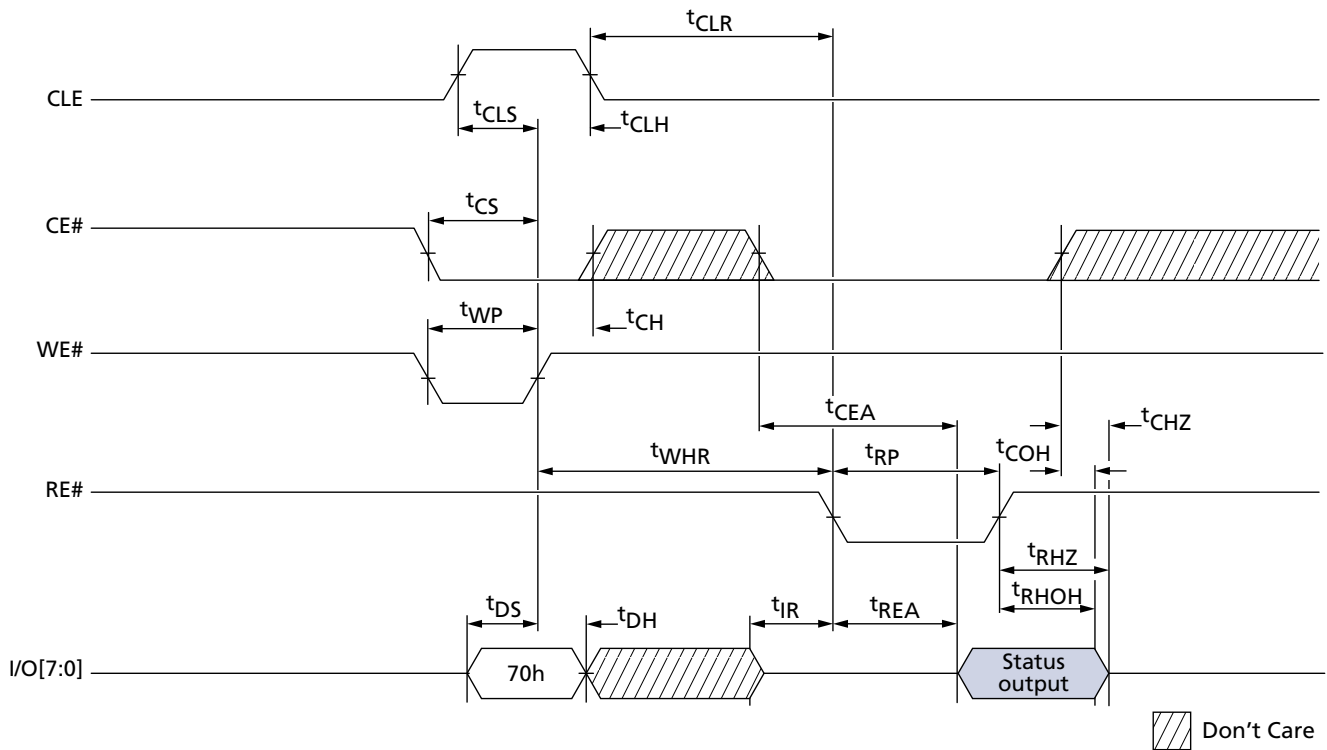 tCLR
CLE
tCLS
tCLH
tCS
CE#
tWP
tCH
WE#
tCEA
tCHZ
tWHR
tRP
tCOH
RE#
tRHZ
tRHOH
tDS
tDH
tIR
tREA
I/O[7:0]
70h
Status
output
Don't Care